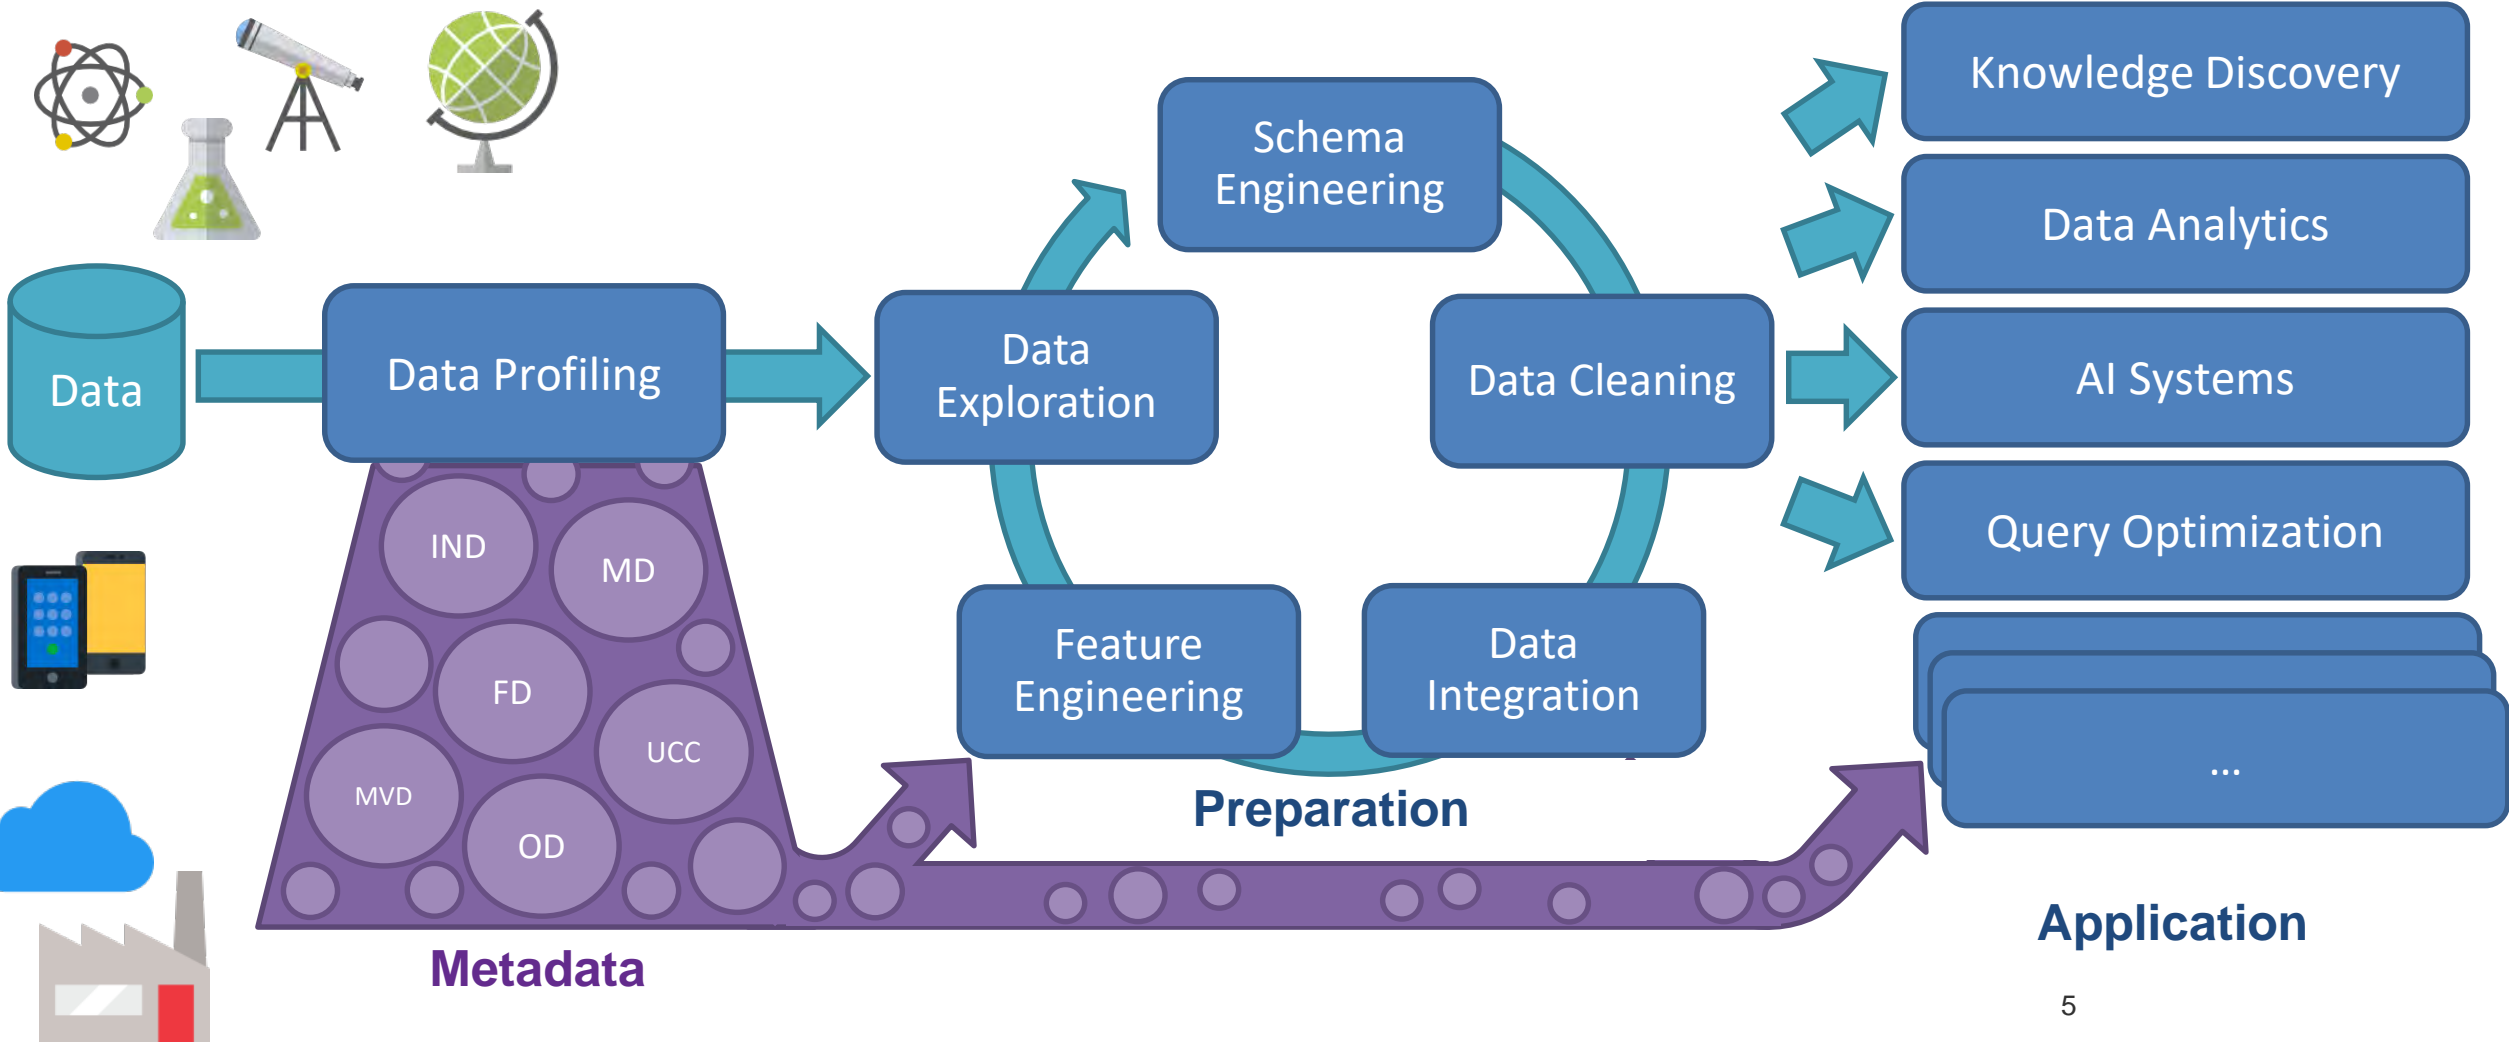 Data
Data Profiling
IND
MD
FD
UCC
MVD
OD
Metadata
Schema
Engineering
Data
Exploration
Data Cleaning
Feature
Engineering
Data
Integration
Preparation
Knowledge Discovery
Data Analytics
AI Systems
Query Optimization
...
Application
5